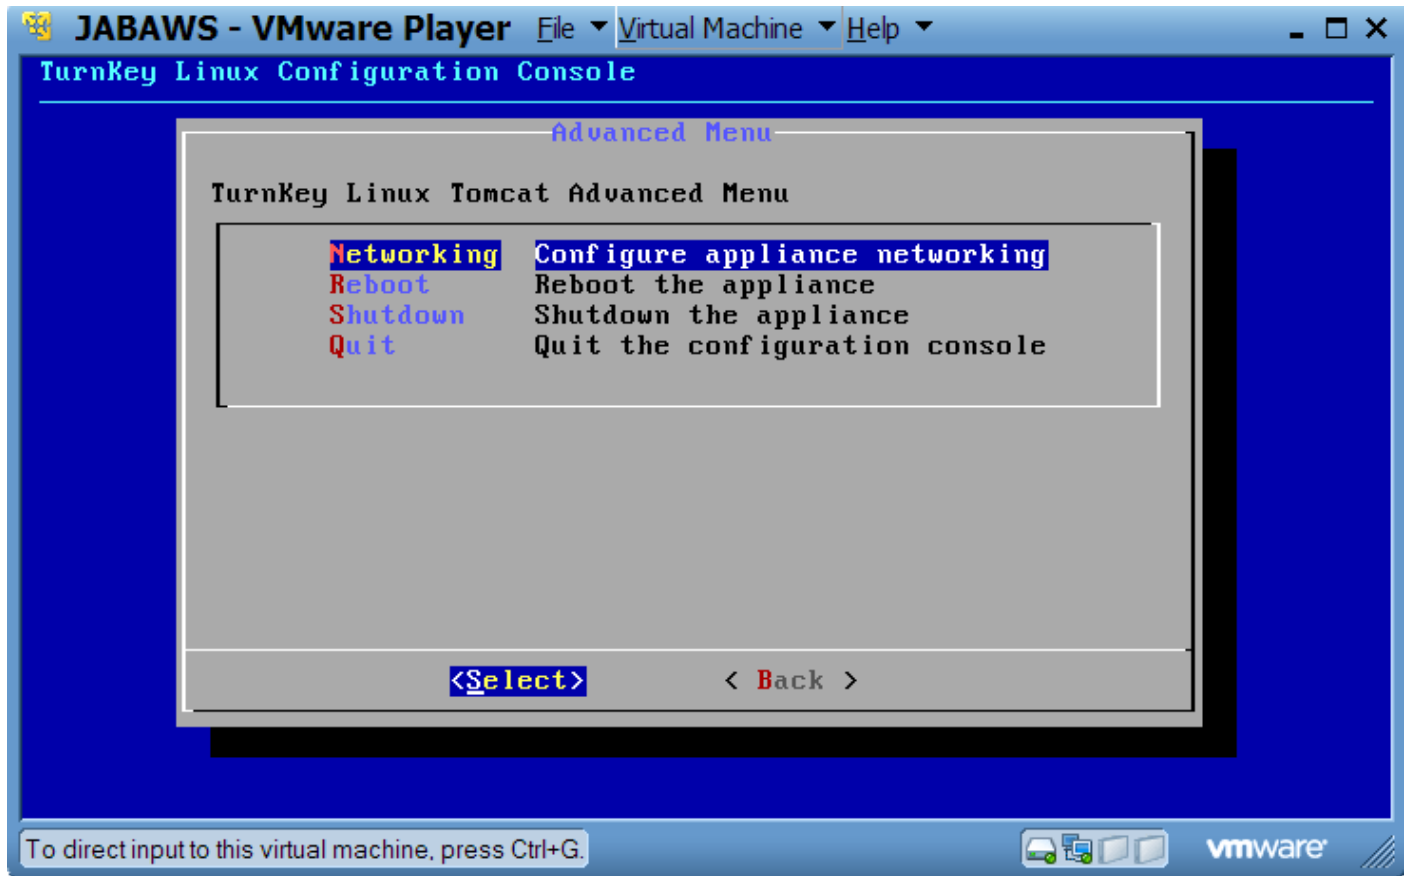 JABAWS - VMware Player File Virtual Machine Help
TurnKey Linux Configuration Console
Advanced Menu
TurnKey Linux Tomcat Advanced Menu
Networking Configure appliance networking
Reboot Reboot the appliance
Shutdown Shutdown the appliance
Quit Quit the configuration console
<Select> < Back >
To direct input to this virtual machine, press Ctrl+G. vmware